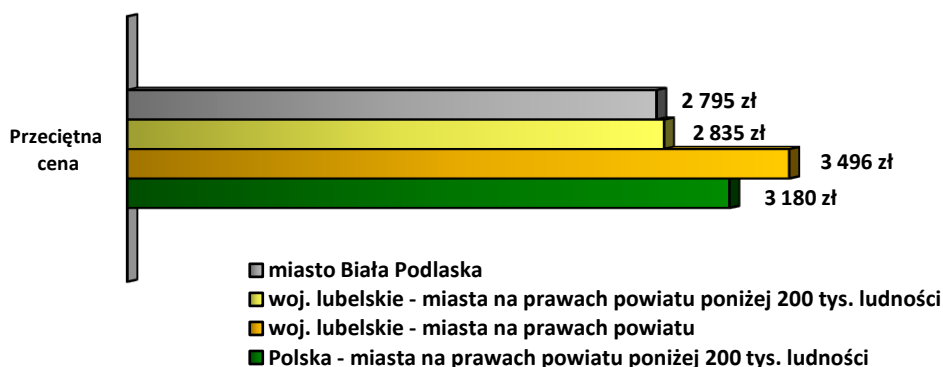 2 795 zł
2 835 zł
Przeciętna
cena
3 496 zł
3 180 zł
miasto Biała Podlaska
woj. lubelskie - miasta na prawach powiatu poniżej 200 tys. ludności
woj. lubelskie - miasta na prawach powiatu
Polska - miasta na prawach powiatu poniżej 200 tys. ludności